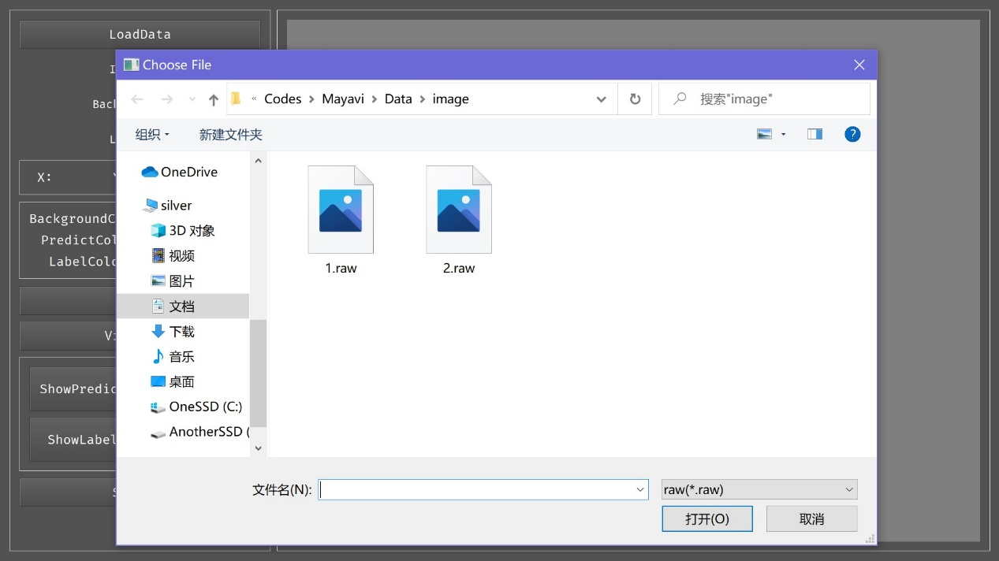 LoadData
Choose File
« Codes > Mayavi > Data > image
搜索"image"
组织
新建文件夹
OneDrive
silver
3D 对象
视频
图片
文档
下载
音乐
桌面
OneSSD (C:)
AnotherSSD (
1.raw
2.raw
X:
BackgroundC
PredictCol
LabelColo
ShowPredic
ShowLabel
文件名(N):
raw(*.raw)
打开(O)
取消